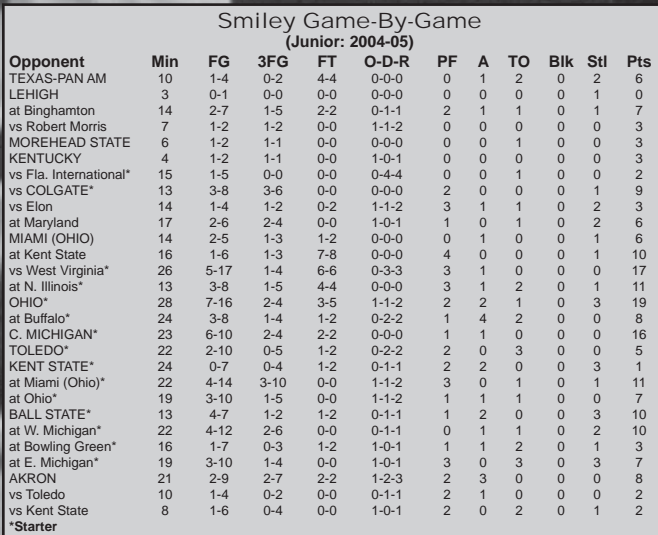 Smiley Game-By-Game
(Junior: 2004-05)
Opponent Min FG 3FG FT O-D-R PF A TO Blk Stl Pts
TEXAS-PAN AM 10 1-4 0-2 4-4 0-0-0 0 1 2 0 2 6
LEHIGH 3 0-1 0-0 0-0 0-0-0 0 0 0 0 1 0
at Binghamton 14 2-7 1-5 2-2 0-1-1 2 1 1 0 1 7
vs Robert Morris 7 1-2 1-2 0-0 1-1-2 0 0 0 0 0 3
MOREHEAD STATE 6 1-2 1-1 0-0 0-0-0 0 0 1 0 0 3
KENTUCKY 4 1-2 1-1 0-0 1-0-1 0 0 0 0 0 3
vs Fla. International* 15 1-5 0-0 0-0 0-4-4 0 0 1 0 0 2
vs COLGATE* 13 3-8 3-6 0-0 0-0-0 2 0 0 0 1 9
vs Elon 14 1-4 1-2 0-2 1-1-2 3 1 1 0 2 3
at Maryland 17 2-6 2-4 0-0 1-0-1 1 0 1 0 2 6
MIAMI (OHIO) 14 2-5 1-3 1-2 0-0-0 0 1 0 0 1 6
at Kent State 16 1-6 1-3 7-8 0-0-0 4 0 0 0 1 10
vs West Virginia* 26 5-17 1-4 6-6 0-3-3 3 1 0 0 0 17
at N. Illinois* 13 3-8 1-5 4-4 0-0-0 3 1 2 0 1 11
OHIO* 28 7-16 2-4 3-5 1-1-2 2 2 1 0 3 19
at Buffalo* 24 3-8 1-4 1-2 0-2-2 1 4 2 0 0 8
C. MICHIGAN* 23 6-10 2-4 2-2 0-0-0 1 1 0 0 0 16
TOLEDO* 22 2-10 0-5 1-2 0-2-2 2 0 3 0 0 5
KENT STATE* 24 0-7 0-4 1-2 0-1-1 2 2 0 0 3 1
at Miami (Ohio)* 22 4-14 3-10 0-0 1-1-2 3 0 1 0 1 11
at Ohio* 19 3-10 1-5 0-0 1-1-2 1 1 1 0 0 7
BALL STATE* 13 4-7 1-2 1-2 0-1-1 1 2 0 0 3 10
at W. Michigan* 22 4-12 2-6 0-0 0-1-1 0 1 1 0 2 10
at Bowling Green* 16 1-7 0-3 1-2 1-0-1 1 1 2 0 1 3
at E. Michigan* 19 3-10 1-4 0-0 1-0-1 3 0 3 0 3 7
AKRON 21 2-9 2-7 2-2 1-2-3 2 3 0 0 0 8
vs Toledo 10 1-4 0-2 0-0 0-1-1 2 1 0 0 0 2
vs Kent State 8 1-6 0-4 0-0 1-0-1 2 0 2 0 1 2
*Starter